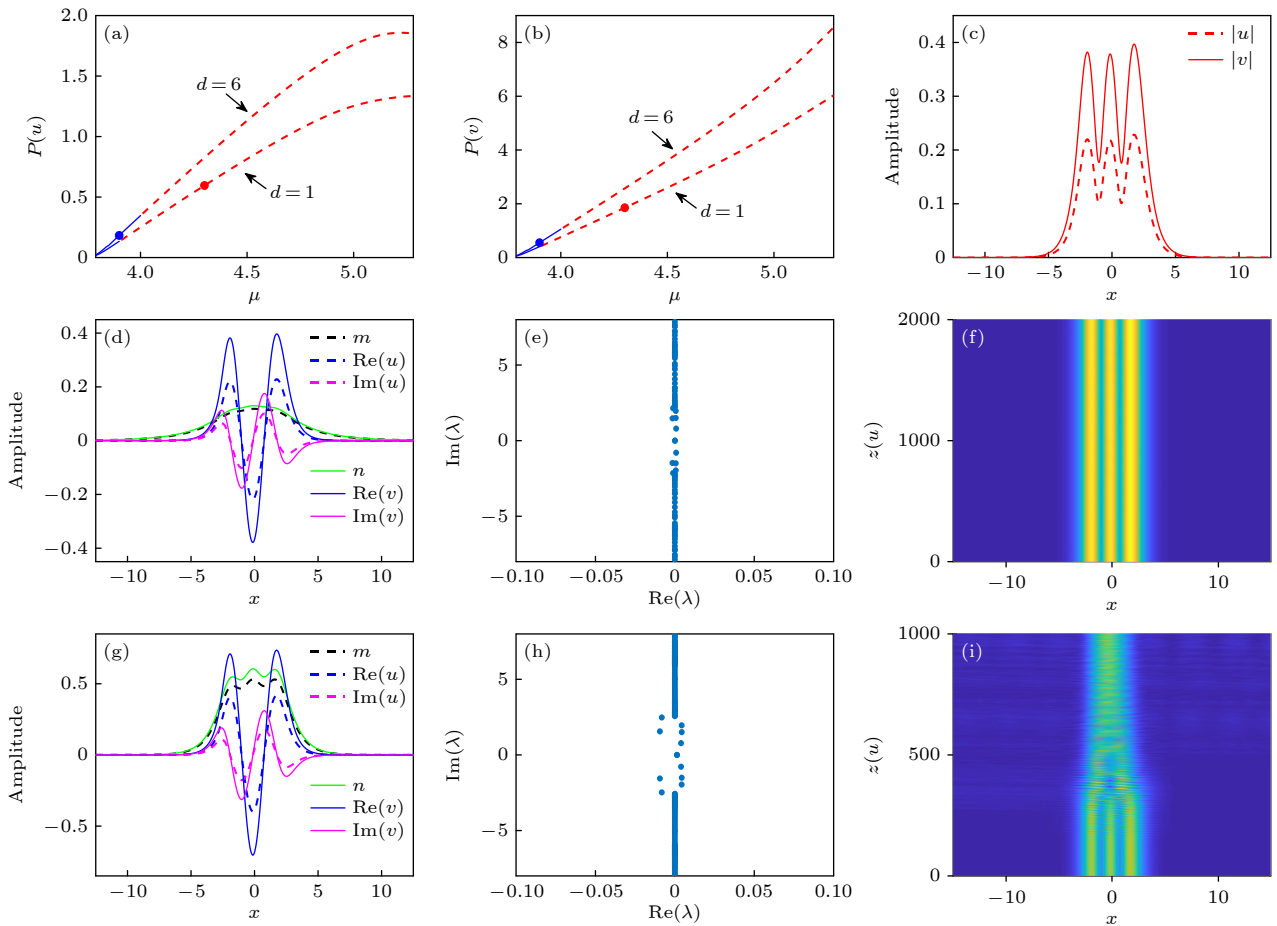 (a)
2.0
1.5
1.0
0.5
0
P(u)
d = 6
d = 1
4.0
4.5
5.0
μ
(b)
8
6
4
2
0
P(v)
d = 6
d = 1
4.0
4.5
5.0
μ
(c)
|u|
|v|
0.4
0.3
0.2
0.1
0
Amplitude
−10
−5
0
5
10
x
(d)
m
Re(u)
Im(u)
n
Re(v)
Im(v)
0.4
0.2
0
−0.2
−0.4
Amplitude
−10
−5
0
5
10
x
(e)
5
0
−5
Im(λ)
−0.10
−0.05
0
0.05
0.10
Re(λ)
(f)
2000
1000
0
z(u)
−10
0
10
x
(g)
m
Re(u)
Im(u)
n
Re(v)
Im(v)
0.5
0
−0.5
Amplitude
−10
−5
0
5
10
x
(h)
5
0
−5
Im(λ)
−0.10
−0.05
0
0.05
0.10
Re(λ)
(i)
1000
500
0
z(u)
−10
0
10
x